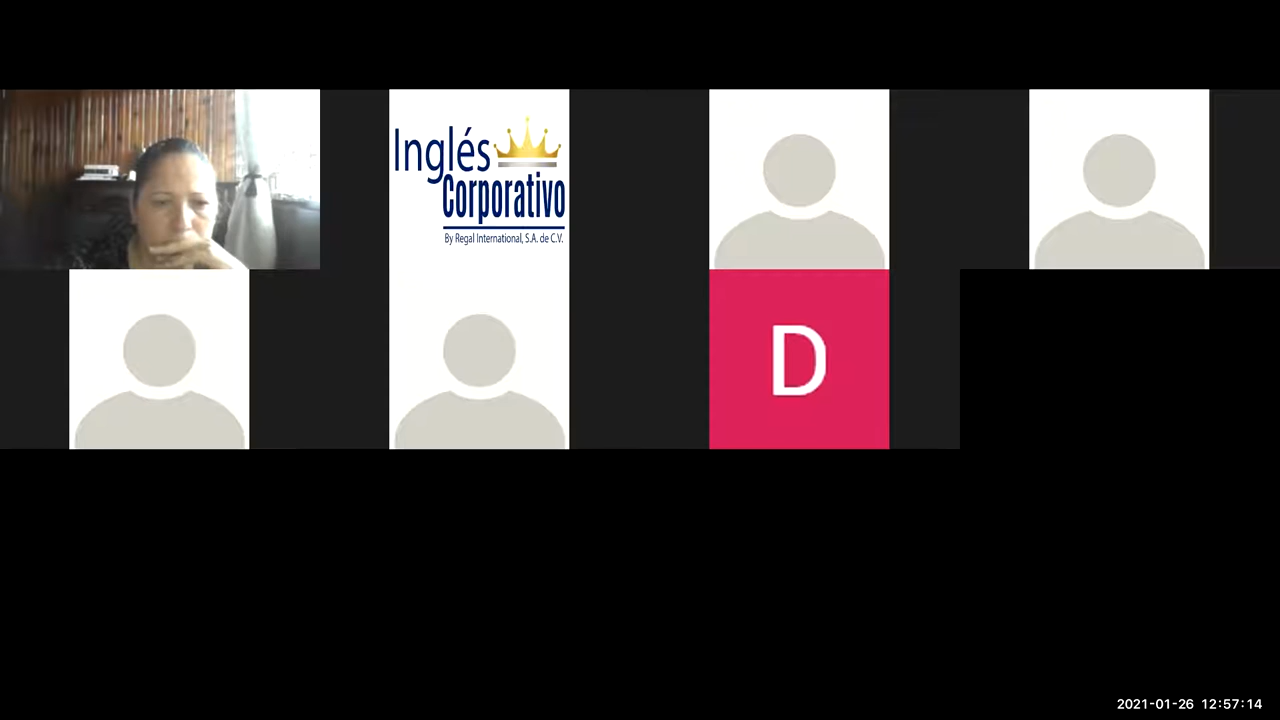 Inglés
Corporativo
By Regal International, S.A. de C.V.
D
2021-01-26 12:57:14